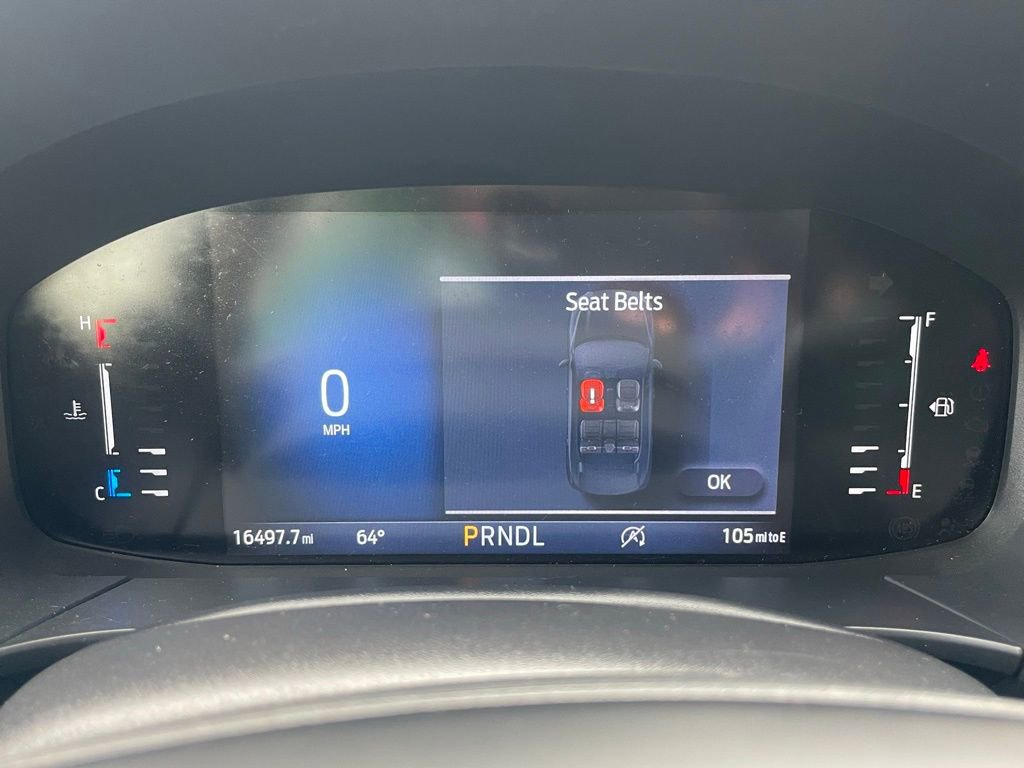 Seat Belts
H
F
!
0
MPH
OK
C
E
16497.7 mi
64°
PRNDL
105 mi to E